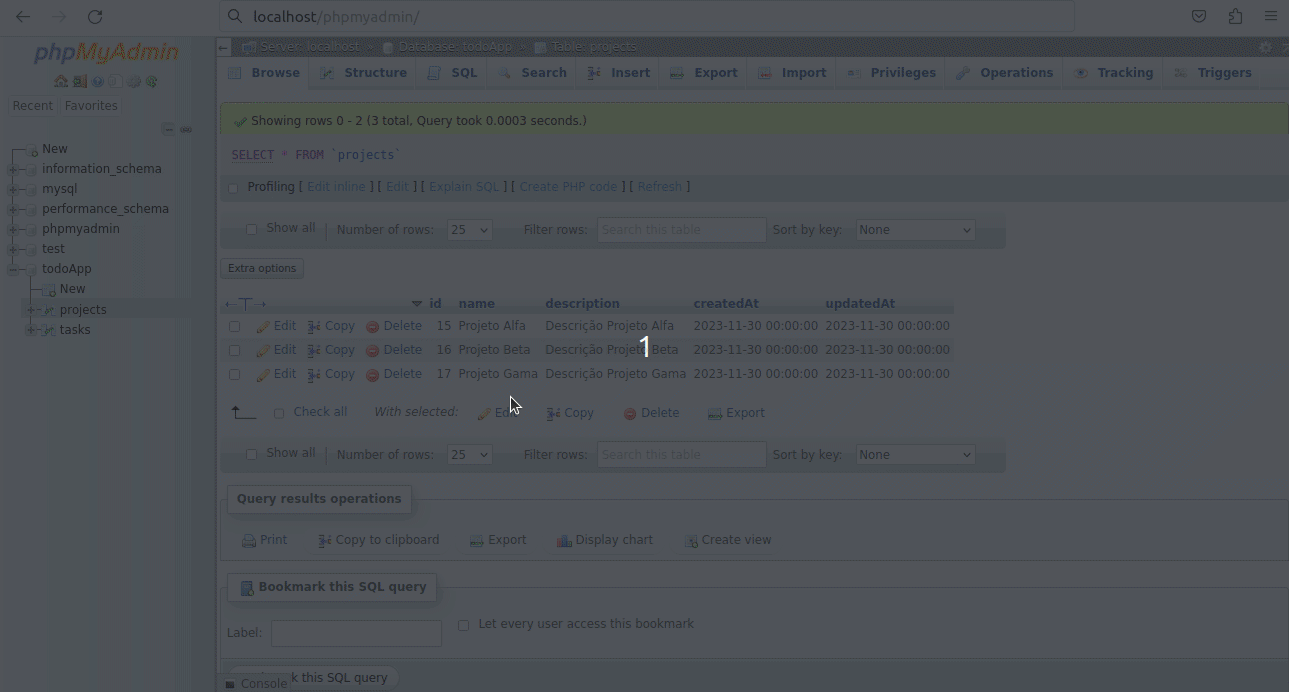 localhost/phpmyadmin/
phpMyAdmin
Server: localhost » Database: todoApp » Table: projects
Browse Structure SQL Search Insert Export Import Privileges Operations Tracking Triggers
Recent Favorites
New
information_schema
mysql
performance_schema
phpmyadmin
test
todoApp
New
projects
tasks
Showing rows 0 - 2 (3 total, Query took 0.0003 seconds.)
SELECT * FROM `projects`
Profiling [ Edit inline ] [ Edit ] [ Explain SQL ] [ Create PHP code ] [ Refresh ]
Show all Number of rows: 25 Filter rows: Search this table Sort by key: None
Extra options
id name description createdAt updatedAt
Edit Copy Delete 15 Projeto Alfa Descrição Projeto Alfa 2023-11-30 00:00:00 2023-11-30 00:00:00
Edit Copy Delete 16 Projeto Beta Descrição Projeto Beta 2023-11-30 00:00:00 2023-11-30 00:00:00
1
Edit Copy Delete 17 Projeto Gama Descrição Projeto Gama 2023-11-30 00:00:00 2023-11-30 00:00:00
Check all With selected: Edit Copy Delete Export
Show all Number of rows: 25 Filter rows: Search this table Sort by key: None
Query results operations
Print Copy to clipboard Export Display chart Create view
Bookmark this SQL query
Label: Let every user access this bookmark
k this SQL query
Console